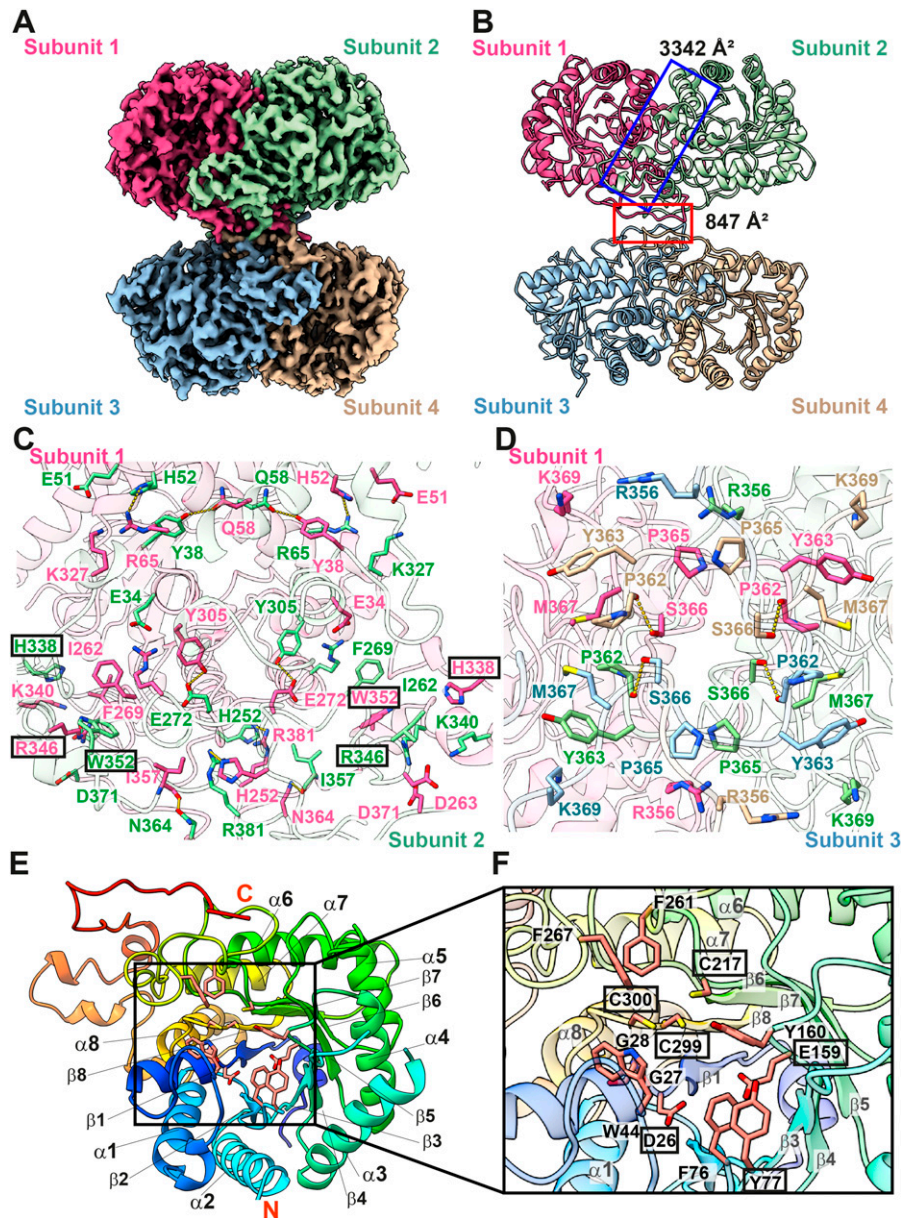 A
Subunit 1
Subunit 2
Subunit 3
Subunit 4
B
Subunit 1
3342 Å²
Subunit 2
847 Å²
Subunit 3
Subunit 4
C
Subunit 1
E51
H52
Q58
H52
E51
Q58
Y38
R65
R65
Y38
K327
K327
E34
Y305
Y305
E34
H338
I262
F269
H338
K340
F269
E272
H252
E272
W352
I262
R346
W352
R381
R346
K340
D371
I357
H252
I357
N364
R381
N364
D371
D263
Subunit 2
D
Subunit 1
K369
R356
R356
K369
Y363
P365
P365
Y363
P362
P362
M367
S366
S366
M367
P362
P362
M367
S366
S366
M367
Y363
P365
P365
Y363
K369
R356
R356
K369
Subunit 3
E
C
α6
α7
α5
β7
β6
α4
α8
β8
β1
α1
β2
α2
N
α3
β4
β3
β5
F
F267
F261
α6
α7
C217
β6
β7
C300
β8
α8
G28
C299
Y160
G27
β1
E159
W44
D26
β3
β5
α1
F76
Y77
β4